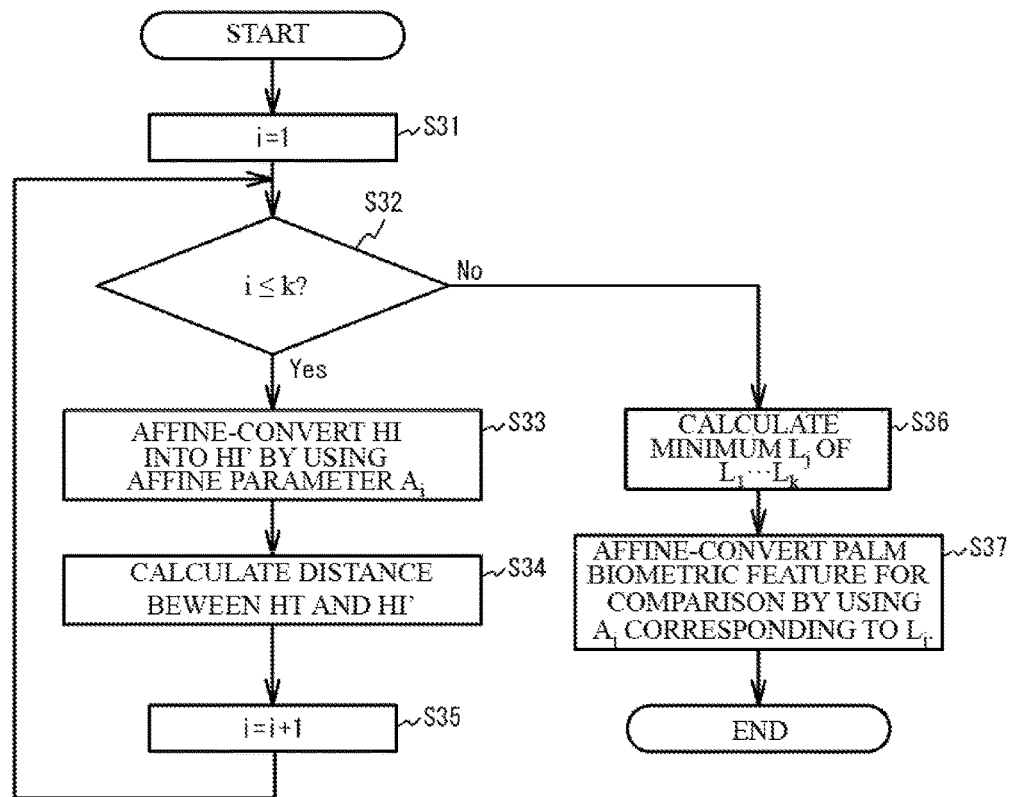 START
i=1
S31
S32
i ≤ k?
No
Yes
AFFINE-CONVERT HI
INTO HI' BY USING
AFFINE PARAMETER Ai
S33
CALCULATE DISTANCE
BEWEEN HT AND HI'
S34
i=i+1
S35
CALCULATE
MINIMUM Lj OF
L1···Lk
S36
AFFINE-CONVERT PALM
BIOMETRIC FEATURE FOR
COMPARISON BY USING
Aj CORRESPONDING TO Lj.
S37
END